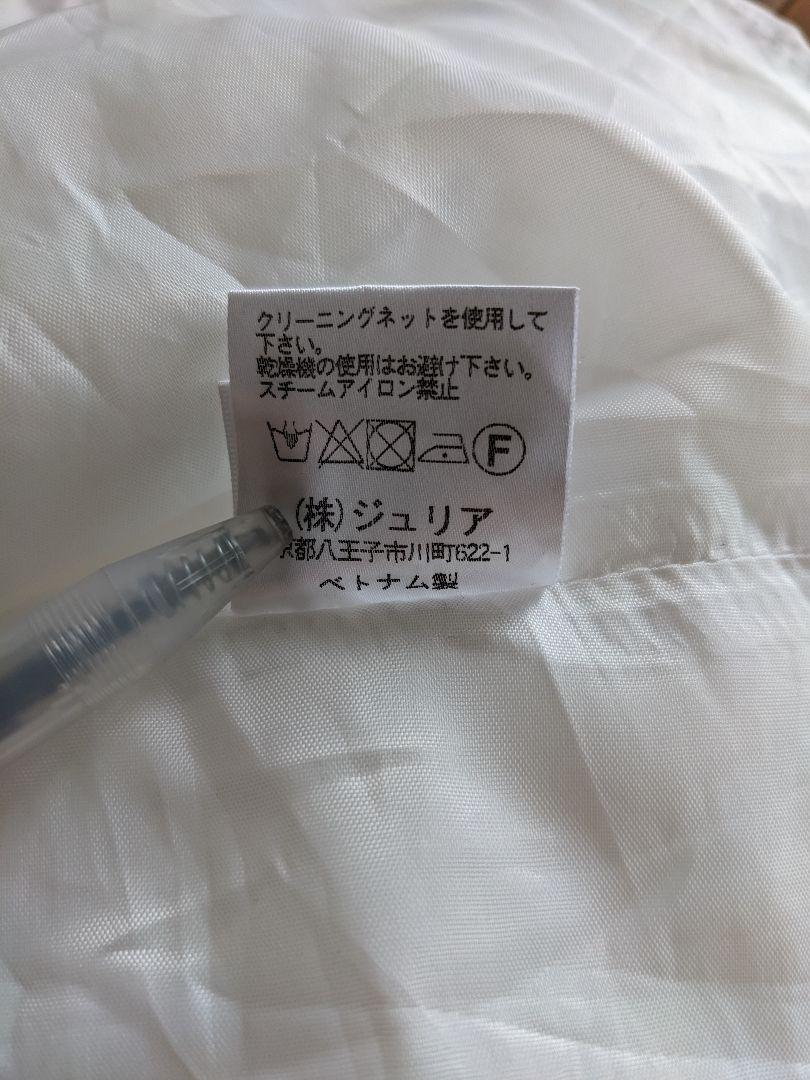 クリーニングネットを使用して
下さい。
乾燥機の使用はお避け下さい。
スチームアイロン禁止
F
(株)ジュリア
京都八王子市川町622-1
ベトナム製